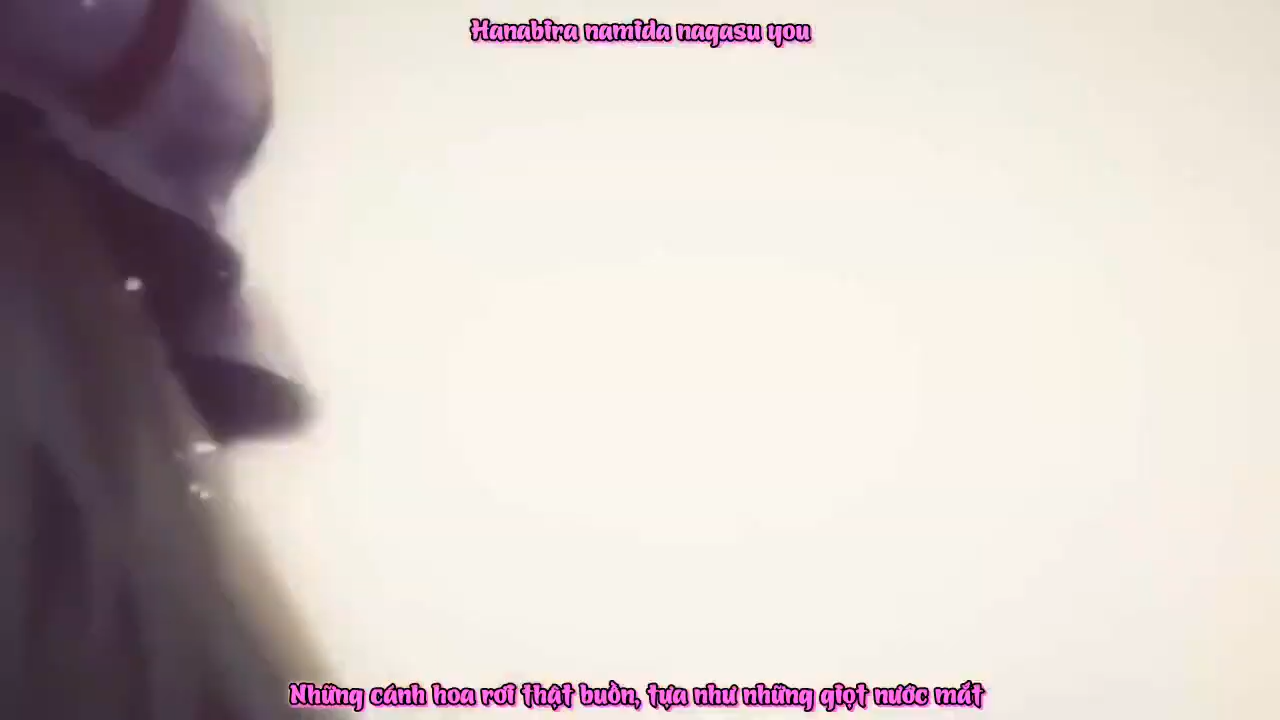 Hanabira namida nagasu you
Những cánh hoa rơi thật buồn, tựa như những giọt nước mắt